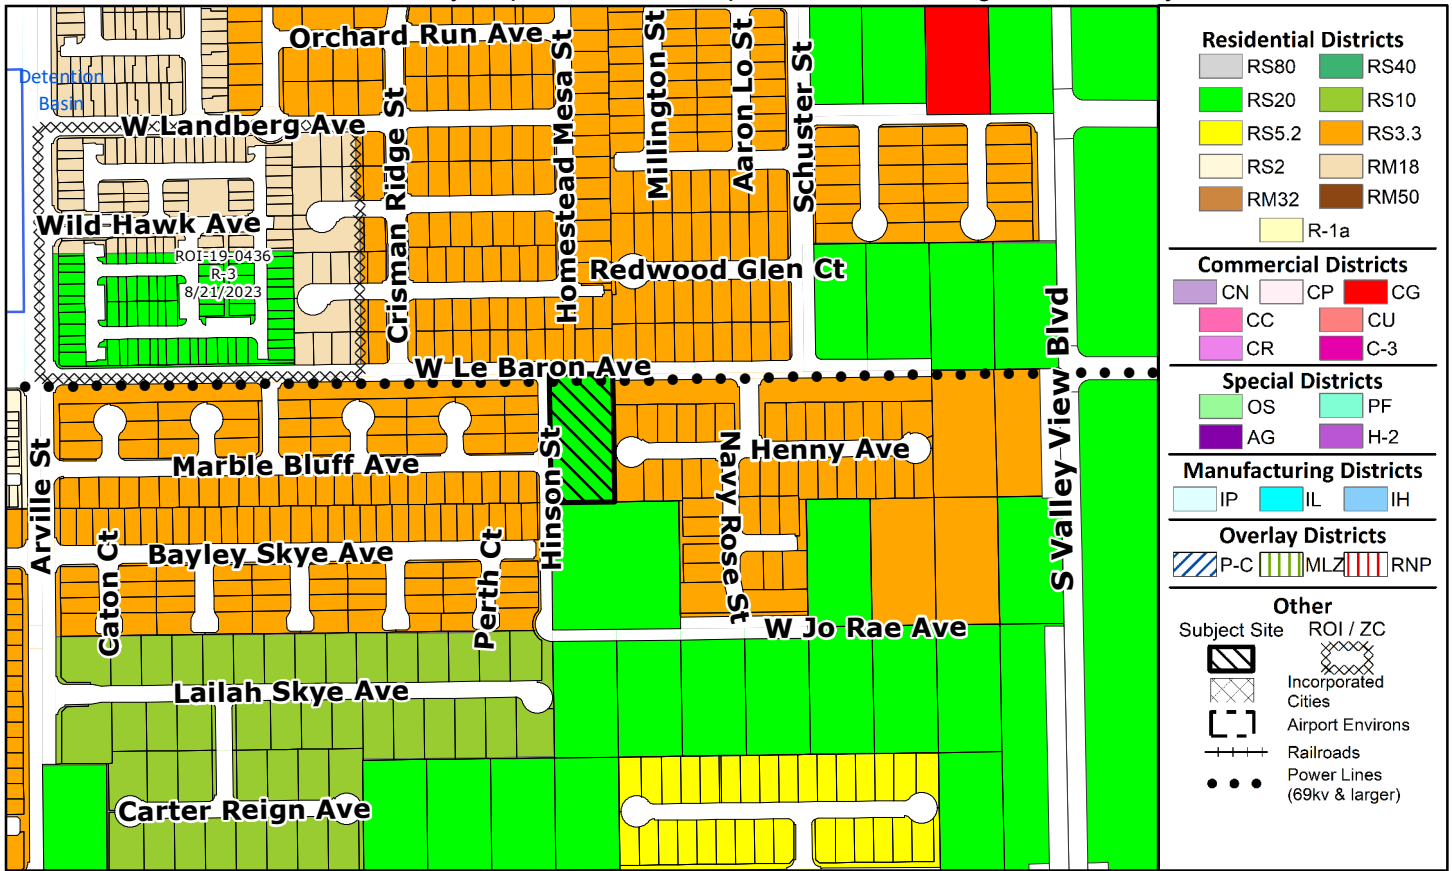 Orchard Run Ave
Detention
Basin
W Landberg Ave
Wild Hawk Ave
ROI-19-0436
R-3
8/21/2023
Crisman Ridge St
Homestead Mesa St
Millington St
Aaron Lo St
Schuster St
Redwood Glen Ct
W Le Baron Ave
S Valley View Blvd
Arville St
Marble Bluff Ave
Hinson St
Henny Ave
Navy Rose St
Bayley Skye Ave
Caton Ct
Perth Ct
W Jo Rae Ave
Lailah Skye Ave
Carter Reign Ave
Residential Districts
RS80 RS40
RS20 RS10
RS5.2 RS3.3
RS2 RM18
RM32 RM50
R-1a
Commercial Districts
CN CP CG
CC CU
CR C-3
Special Districts
OS PF
AG H-2
Manufacturing Districts
IP IL IH
Overlay Districts
P-C MLZ RNP
Other
Subject Site ROI / ZC
Incorporated
Cities
Airport Environs
Railroads
Power Lines
(69kv & larger)